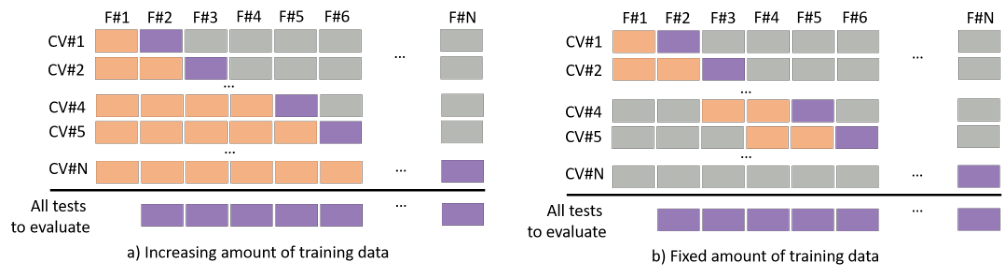 F#1 F#2 F#3 F#4 F#5 F#6 F#N
CV#1
CV#2
...
...
CV#4
CV#5
...
CV#N ...
All tests
to evaluate
...
a) Increasing amount of training data
F#1 F#2 F#3 F#4 F#5 F#6 F#N
CV#1
CV#2
...
...
CV#4
CV#5
...
CV#N ...
All tests
to evaluate
...
b) Fixed amount of training data